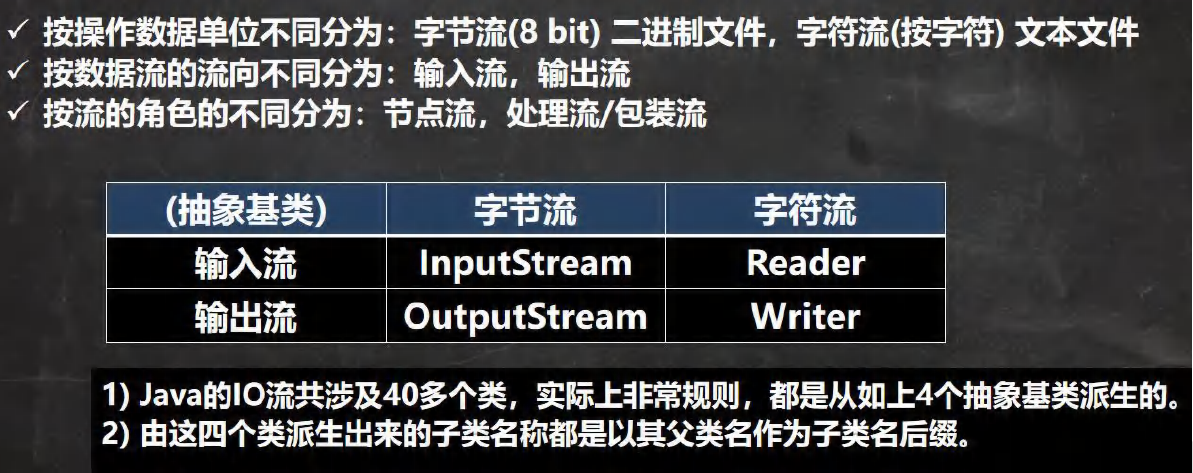 ✓ 按操作数据单位不同分为：字节流(8 bit) 二进制文件，字符流(按字符) 文本文件
✓ 按数据流的流向不同分为：输入流，输出流
✓ 按流的角色的不同分为：节点流，处理流/包装流
(抽象基类) 字节流 字符流
输入流 InputStream Reader
输出流 OutputStream Writer
1) Java的IO流共涉及40多个类，实际上非常规则，都是从如上4个抽象基类派生的。
2) 由这四个类派生出来的子类名称都是以其父类名作为子类名后缀。